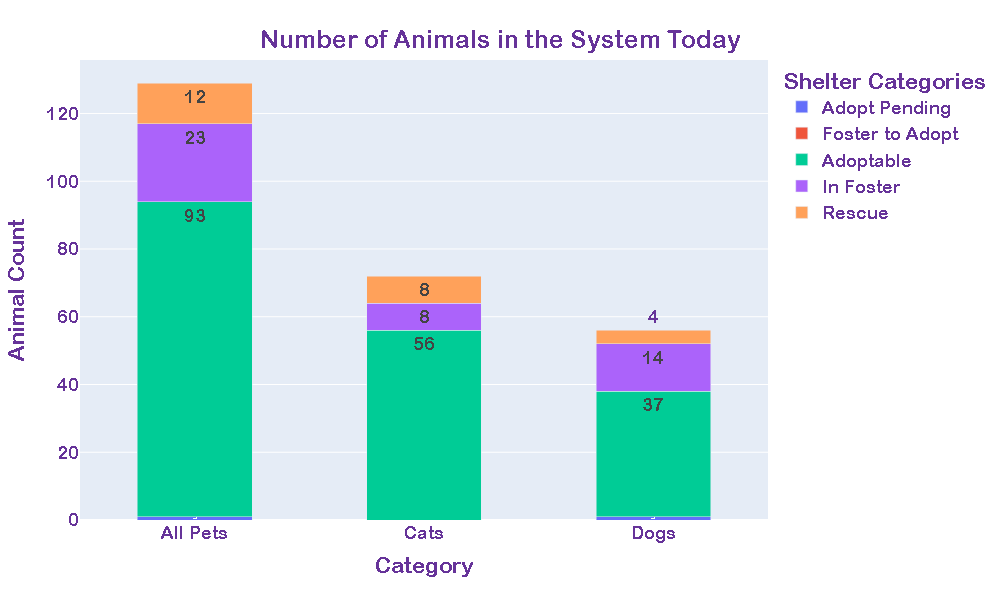 Number of Animals in the System Today
Shelter Categories
Adopt Pending
Foster to Adopt
Adoptable
In Foster
Rescue
Animal Count
120
100
80
60
40
20
0
12
23
93
8
8
56
4
14
37
All Pets
Cats
Dogs
Category